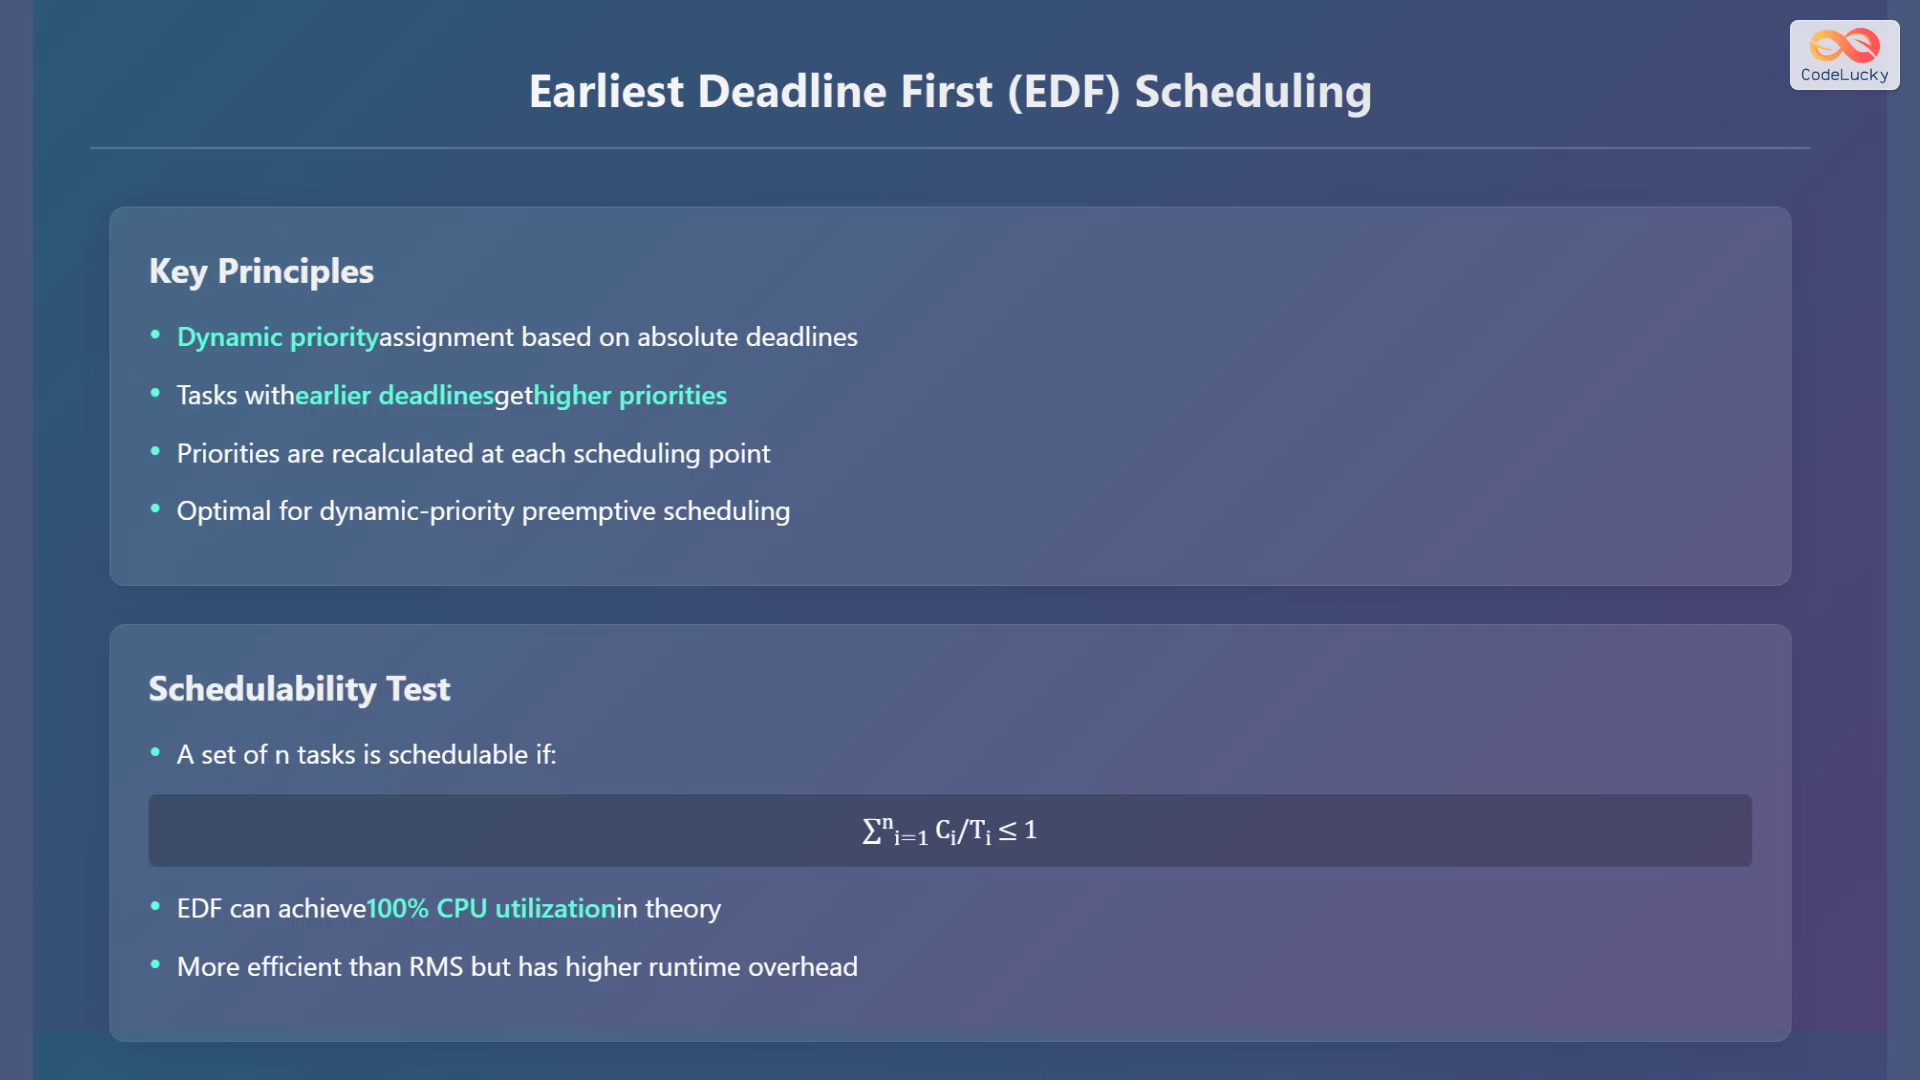 CodeLucky
Earliest Deadline First (EDF) Scheduling
Key Principles
• Dynamic priorityassignment based on absolute deadlines
• Tasks withearlier deadlinesgethigher priorities
• Priorities are recalculated at each scheduling point
• Optimal for dynamic-priority preemptive scheduling
Schedulability Test
• A set of n tasks is schedulable if:
∑ⁿᵢ₌₁ Cᵢ/Tᵢ ≤ 1
• EDF can achieve100% CPU utilizationin theory
• More efficient than RMS but has higher runtime overhead